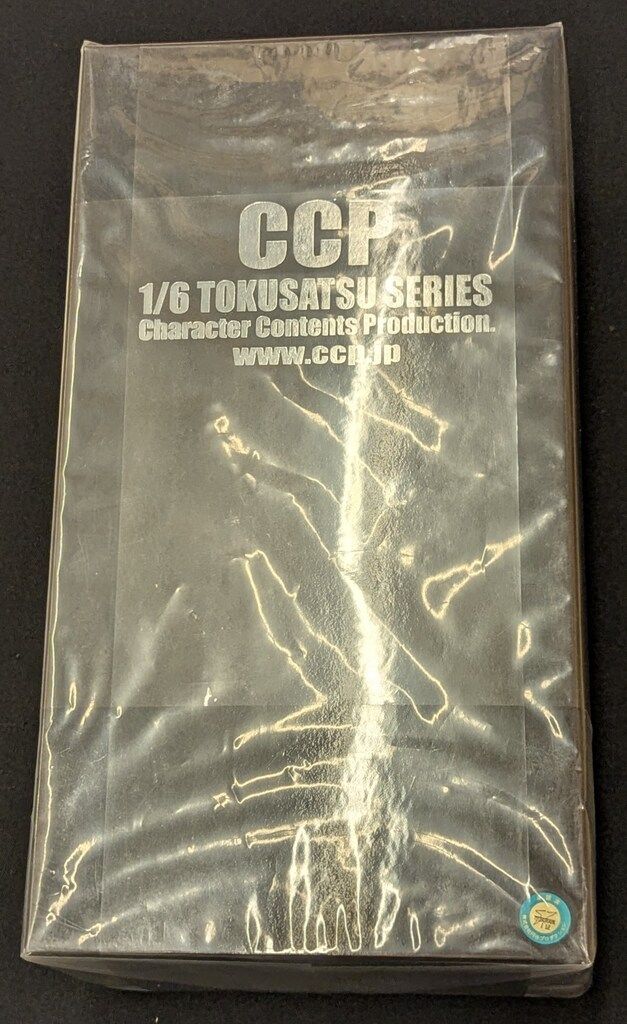 CCP
1/6 TOKUSATSU SERIES
Character Contents Production.
www.ccp.jp